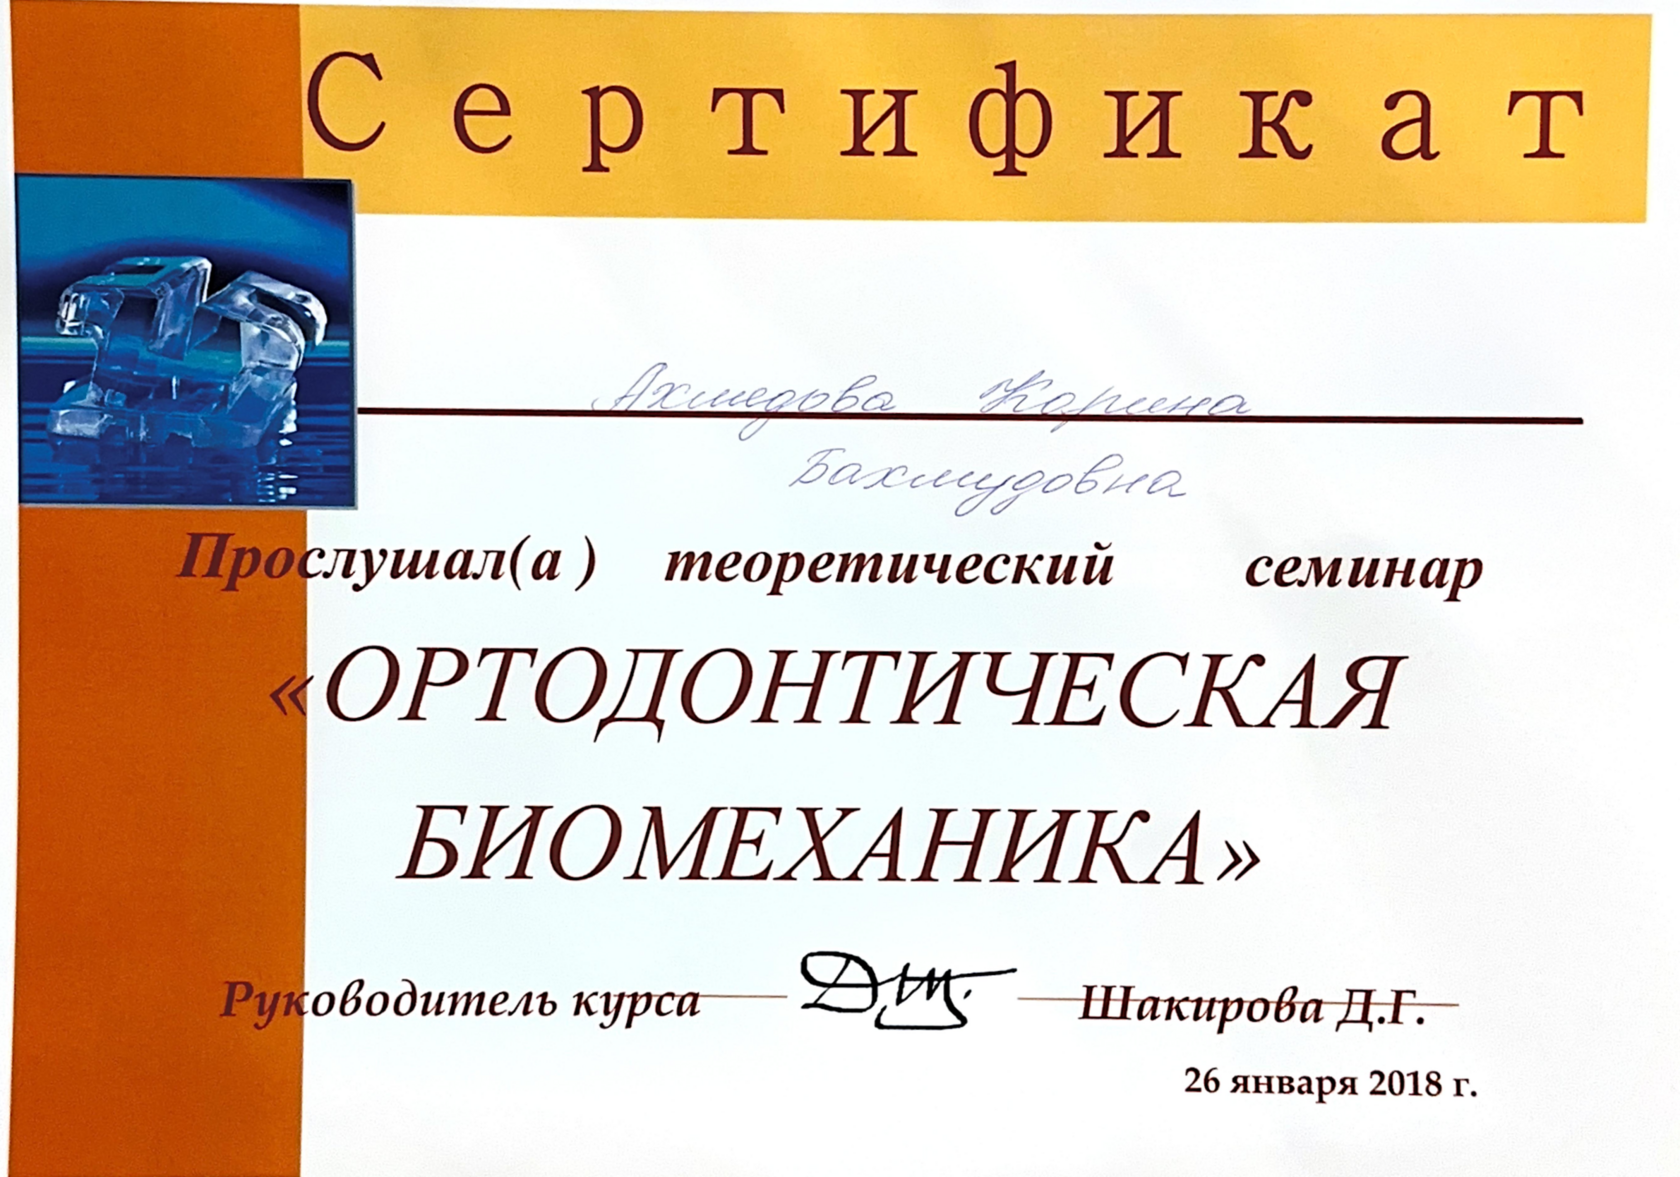 Сертификат
Ахмедова Карина
Бахмудовна
Прослушал(а ) теоретический семинар
«ОРТОДОНТИЧЕСКАЯ
БИОМЕХАНИКА»
Руководитель курса Шакирова Д.Г.
26 января 2018 г.